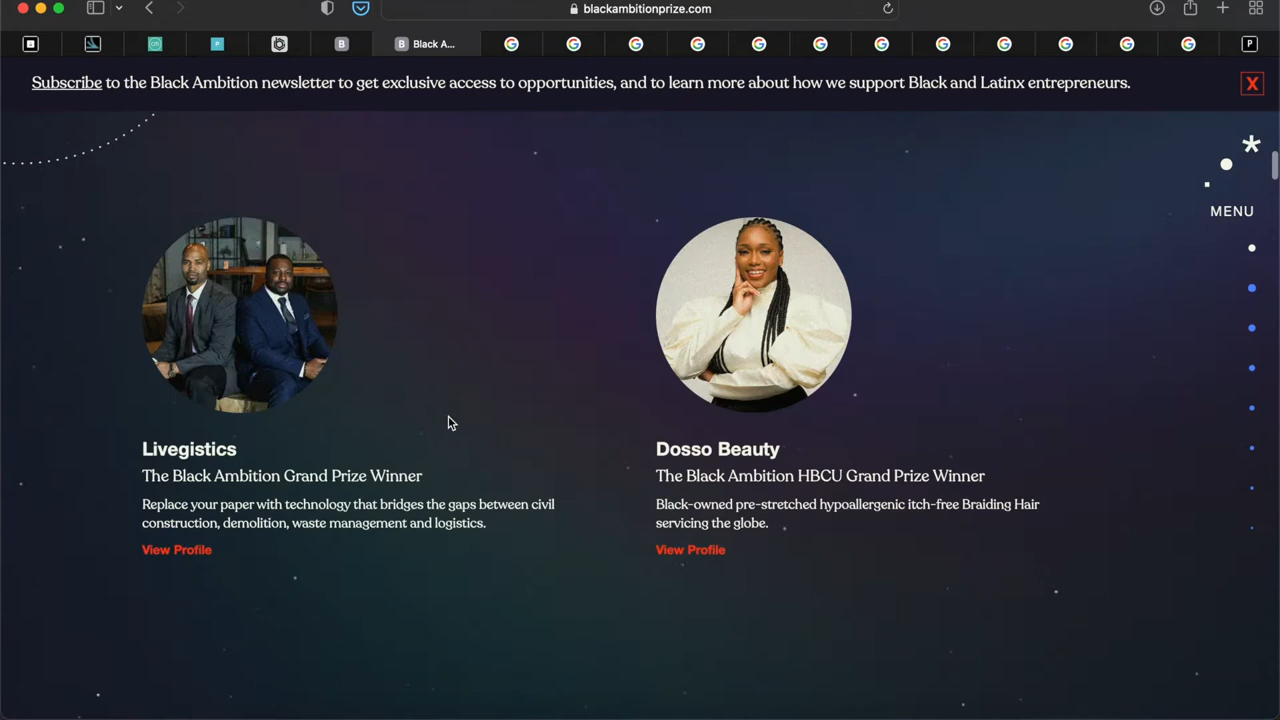 blackambitionprize.com
B Black A...
Subscribe to the Black Ambition newsletter to get exclusive access to opportunities, and to learn more about how we support Black and Latinx entrepreneurs.
X
MENU
Livegistics
The Black Ambition Grand Prize Winner
Replace your paper with technology that bridges the gaps between civil
construction, demolition, waste management and logistics.
View Profile
Dosso Beauty
The Black Ambition HBCU Grand Prize Winner
Black-owned pre-stretched hypoallergenic itch-free Braiding Hair
servicing the globe.
View Profile